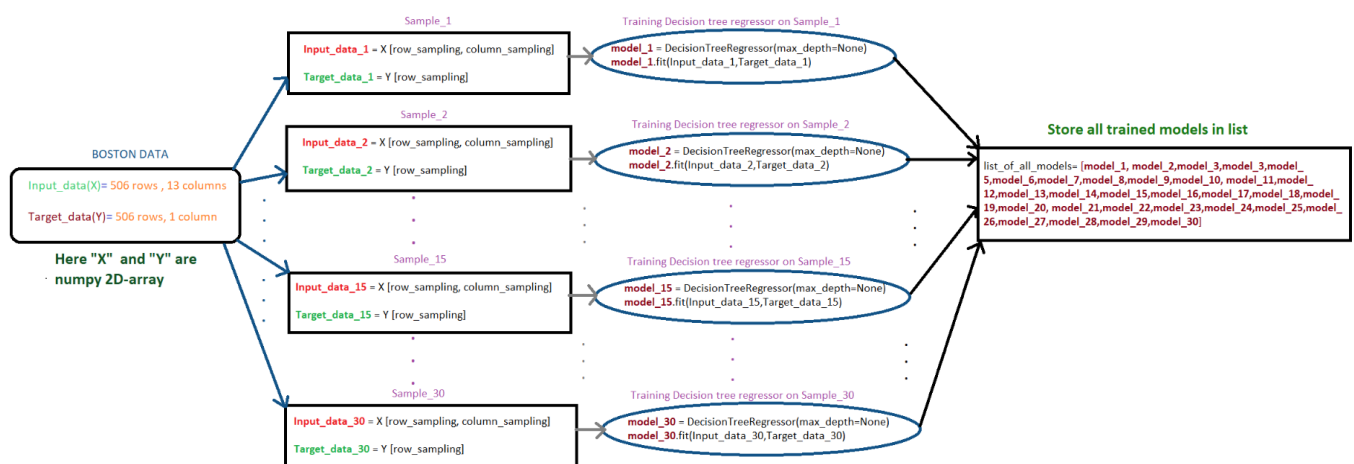 BOSTON DATA
Input_data(X)= 506 rows , 13 columns
Target_data(Y)= 506 rows, 1 column
Here "X" and "Y" are
numpy 2D-array
Sample_1
Input_data_1 = X [row_sampling, column_sampling]
Target_data_1 = Y [row_sampling]
Training Decision tree regressor on Sample_1
model_1 = DecisionTreeRegressor(max_depth=None)
model_1.fit(Input_data_1,Target_data_1)
Sample_2
Input_data_2 = X [row_sampling, column_sampling]
Target_data_2 = Y [row_sampling]
Training Decision tree regressor on Sample_2
model_2 = DecisionTreeRegressor(max_depth=None)
model_2.fit(Input_data_2,Target_data_2)
Sample_15
Input_data_15 = X [row_sampling, column_sampling]
Target_data_15 = Y [row_sampling]
Training Decision tree regressor on Sample_15
model_15 = DecisionTreeRegressor(max_depth=None)
model_15.fit(Input_data_15,Target_data_15)
Sample_30
Input_data_30 = X [row_sampling, column_sampling]
Target_data_30 = Y [row_sampling]
Training Decision tree regressor on Sample_30
model_30 = DecisionTreeRegressor(max_depth=None)
model_30.fit(Input_data_30,Target_data_30)
Store all trained models in list
list_of_all_models= [model_1, model_2,model_3,model_3,model_
5,model_6,model_7,model_8,model_9,model_10, model_11,model_
12,model_13,model_14,model_15,model_16,model_17,model_18,model_
19,model_20, model_21,model_22,model_23,model_24,model_25,model_
26,model_27,model_28,model_29,model_30]